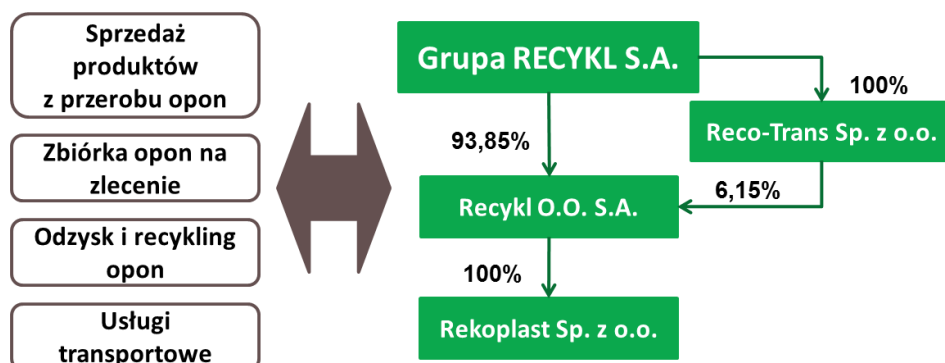 Sprzedaż
produktów
z przerobu opon
Zbiórka opon na
zlecenie
Odzysk i recykling
opon
Usługi
transportowe
Grupa RECYKL S.A.
100%
93,85%
Reco-Trans Sp. z o.o.
6,15%
Recykl O.O. S.A.
100%
Rekoplast Sp. z o.o.